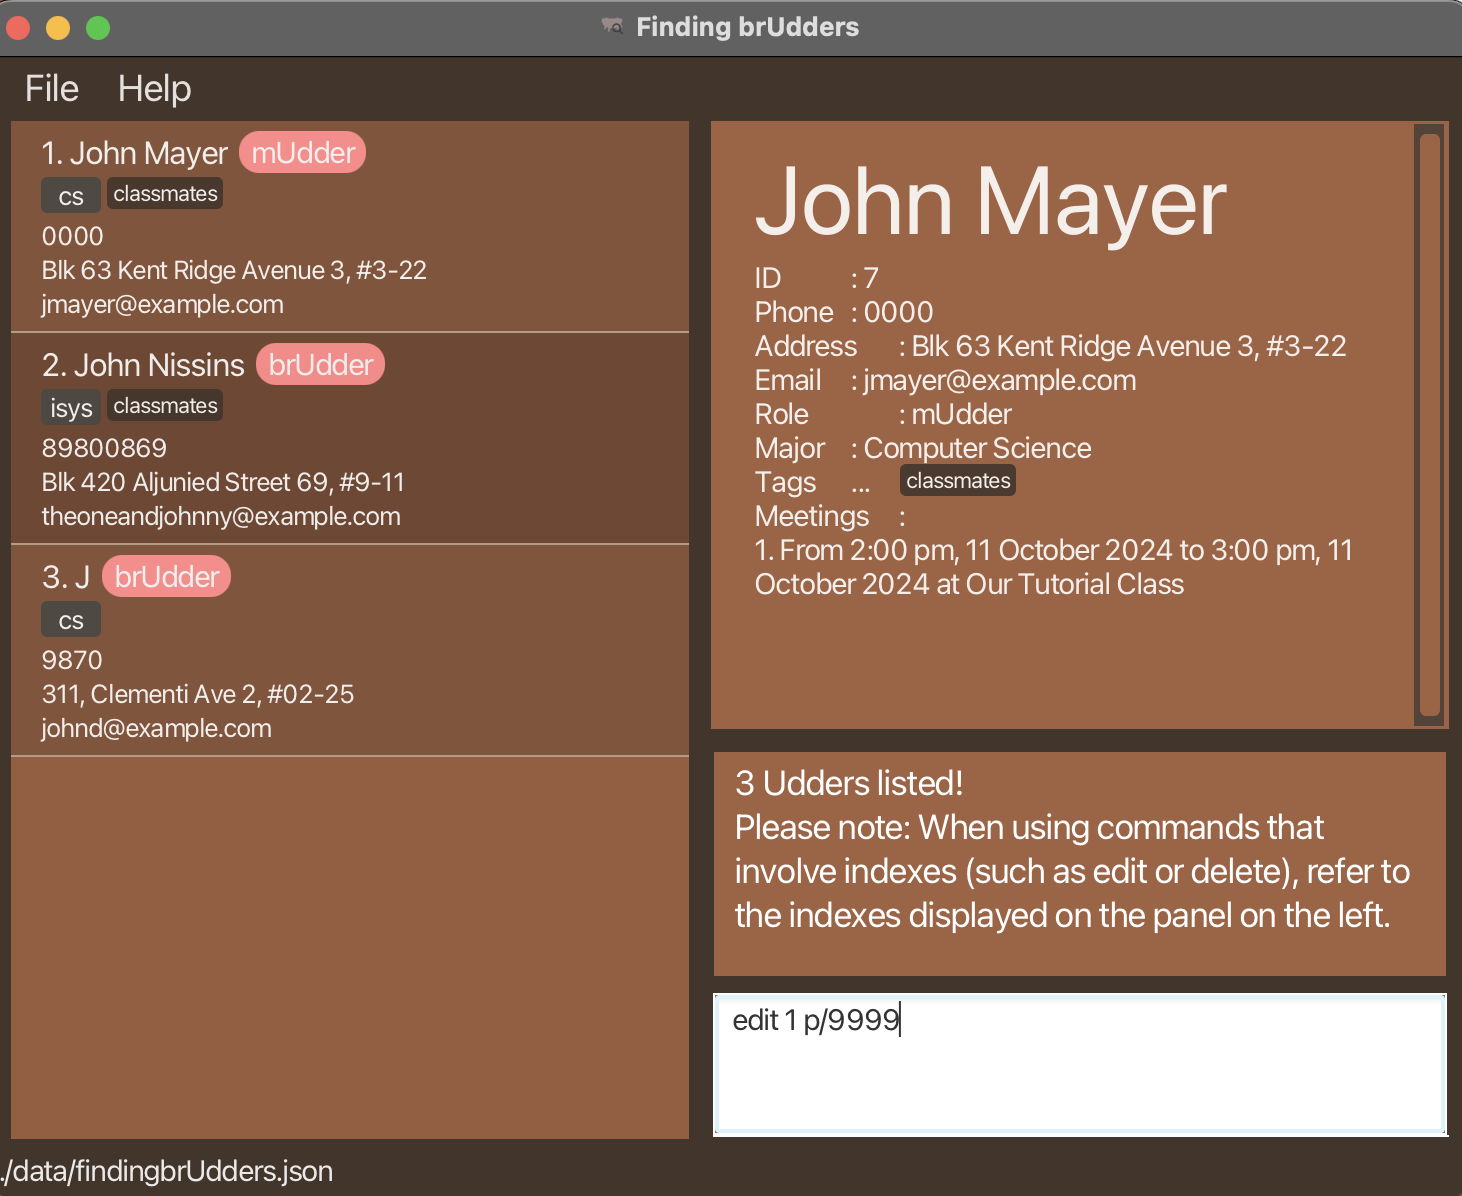 Finding brUdders
File Help
1. John Mayer mUdder
cs classmates
0000
Blk 63 Kent Ridge Avenue 3, #3-22
jmayer@example.com
2. John Nissins brUdder
isys classmates
89800869
Blk 420 Aljunied Street 69, #9-11
theoneandjohnny@example.com
3. J brUdder
cs
9870
311, Clementi Ave 2, #02-25
johnd@example.com
John Mayer
ID : 7
Phone : 0000
Address : Blk 63 Kent Ridge Avenue 3, #3-22
Email : jmayer@example.com
Role : mUdder
Major : Computer Science
Tags ... classmates
Meetings :
1. From 2:00 pm, 11 October 2024 to 3:00 pm, 11
October 2024 at Our Tutorial Class
3 Udders listed!
Please note: When using commands that
involve indexes (such as edit or delete), refer to
the indexes displayed on the panel on the left.
edit 1 p/9999
./data/findingbrUdders.json